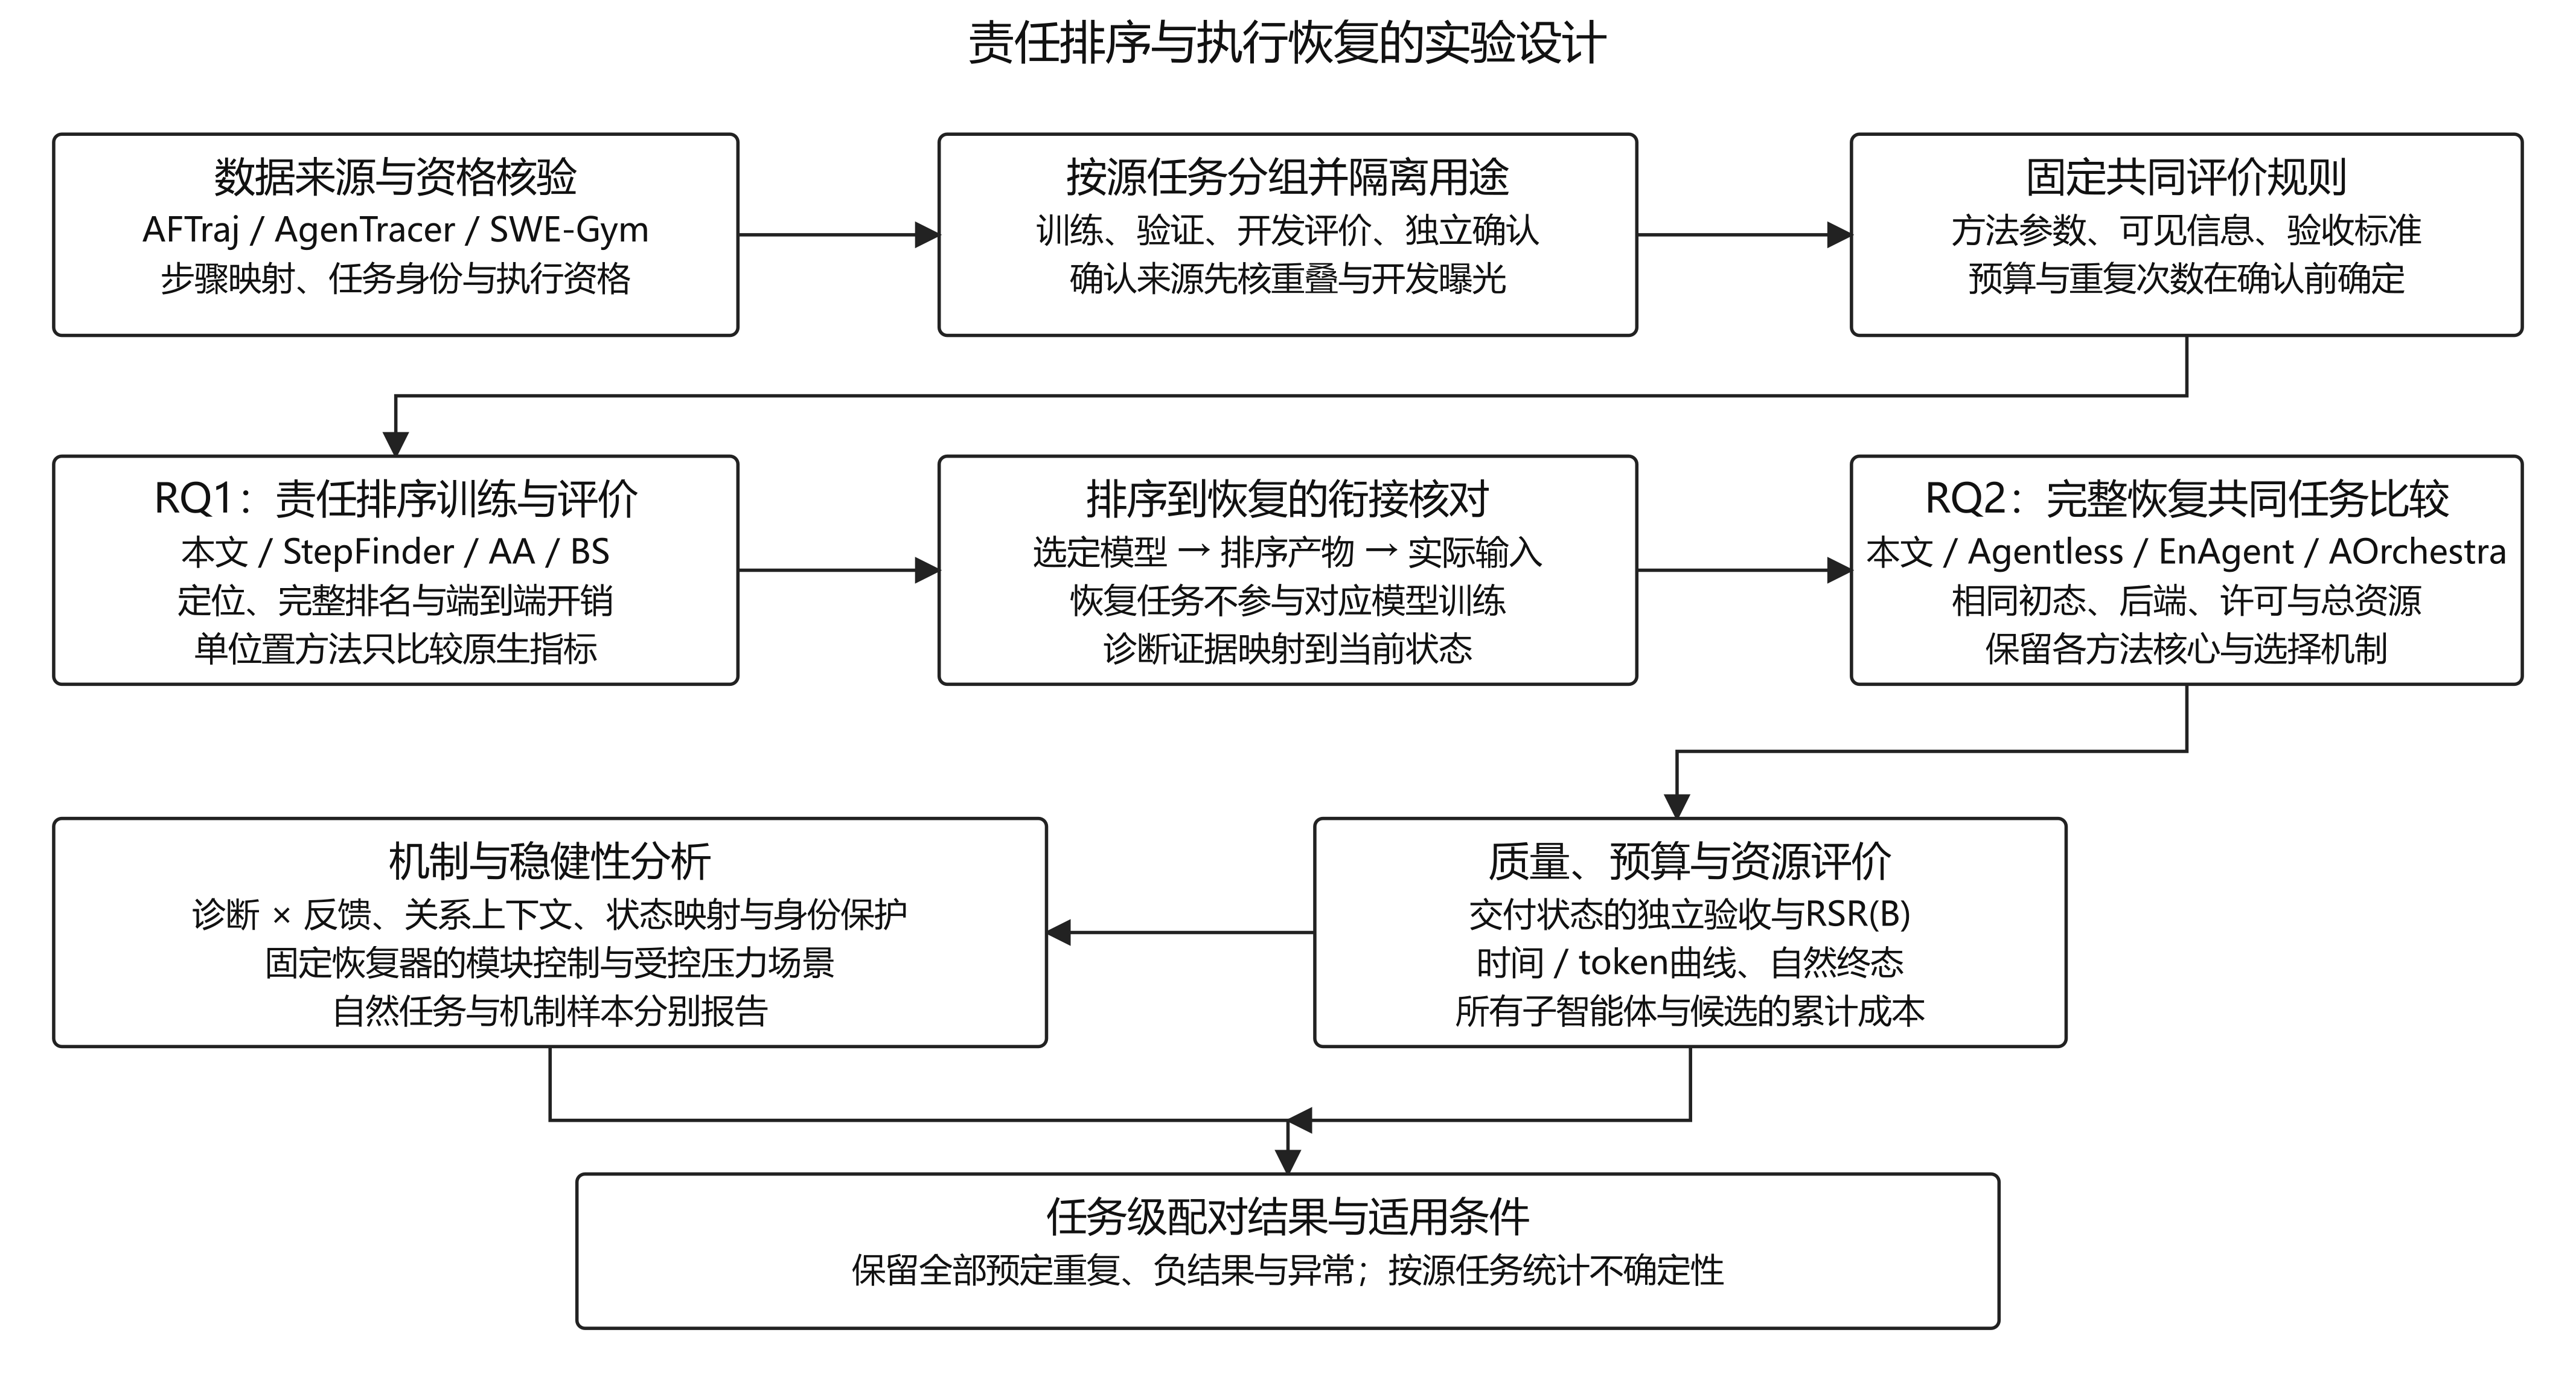 责任排序与执行恢复的实验设计
数据来源与资格核验
AFTraj / AgenTracer / SWE-Gym
步骤映射、任务身份与执行资格
按源任务分组并隔离用途
训练、验证、开发评价、独立确认
确认来源先核重叠与开发曝光
固定共同评价规则
方法参数、可见信息、验收标准
预算与重复次数在确认前确定
RQ1：责任排序训练与评价
本文 / StepFinder / AA / BS
定位、完整排名与端到端开销
单位置方法只比较原生指标
排序到恢复的衔接核对
选定模型 → 排序产物 → 实际输入
恢复任务不参与对应模型训练
诊断证据映射到当前状态
RQ2：完整恢复共同任务比较
本文 / Agentless / EnAgent / AOrchestra
相同初态、后端、许可与总资源
保留各方法核心与选择机制
机制与稳健性分析
诊断 × 反馈、关系上下文、状态映射与身份保护
固定恢复器的模块控制与受控压力场景
自然任务与机制样本分别报告
质量、预算与资源评价
交付状态的独立验收与RSR(B)
时间 / token曲线、自然终态
所有子智能体与候选的累计成本
任务级配对结果与适用条件
保留全部预定重复、负结果与异常；按源任务统计不确定性